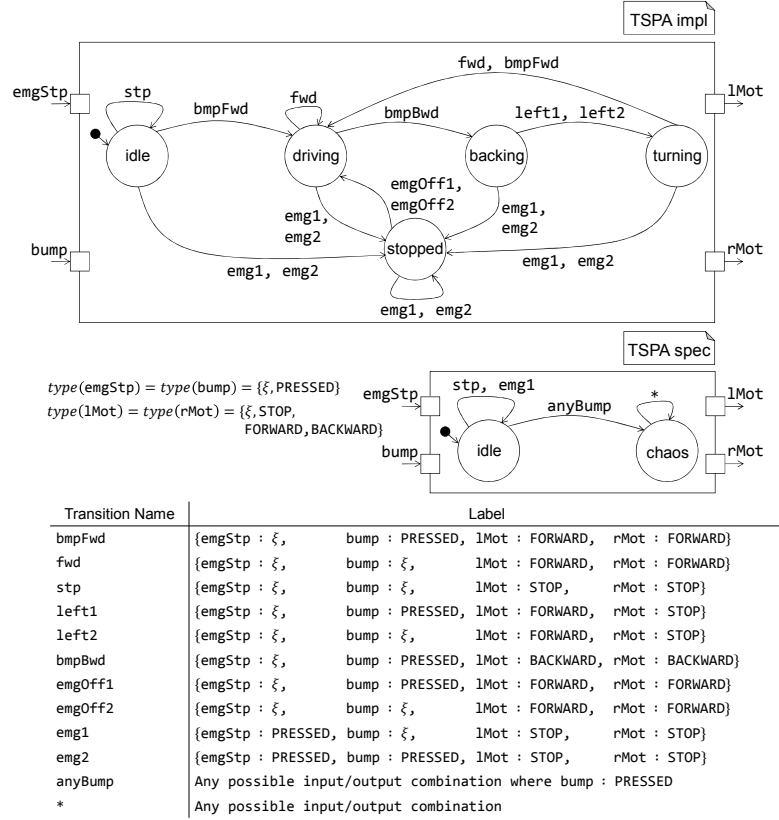 TSPA impl
fwd, bmpFwd
emgStp
lMot
stp
bmpFwd
fwd
bmpBwd
left1, left2
idle
driving
backing
turning
emgOff1,
emgOff2
emg1,
emg2
emg1,
emg2
stopped
bump
rMot
emg1, emg2
emg1, emg2
emg1, emg2
TSPA spec
type(emgStp) = type(bump) = {ξ,PRESSED}
type(lMot) = type(rMot) = {ξ,STOP,
FORWARD,BACKWARD}
emgStp
stp, emg1
*
lMot
anyBump
bump
idle
chaos
rMot
Transition Name Label
bmpFwd {emgStp : ξ, bump : PRESSED, lMot : FORWARD, rMot : FORWARD}
fwd {emgStp : ξ, bump : ξ, lMot : FORWARD, rMot : FORWARD}
stp {emgStp : ξ, bump : ξ, lMot : STOP, rMot : STOP}
left1 {emgStp : ξ, bump : PRESSED, lMot : FORWARD, rMot : STOP}
left2 {emgStp : ξ, bump : ξ, lMot : FORWARD, rMot : STOP}
bmpBwd {emgStp : ξ, bump : PRESSED, lMot : BACKWARD, rMot : BACKWARD}
emgOff1 {emgStp : ξ, bump : PRESSED, lMot : FORWARD, rMot : FORWARD}
emgOff2 {emgStp : ξ, bump : ξ, lMot : FORWARD, rMot : FORWARD}
emg1 {emgStp : PRESSED, bump : ξ, lMot : STOP, rMot : STOP}
emg2 {emgStp : PRESSED, bump : PRESSED, lMot : STOP, rMot : STOP}
anyBump Any possible input/output combination where bump : PRESSED
* Any possible input/output combination